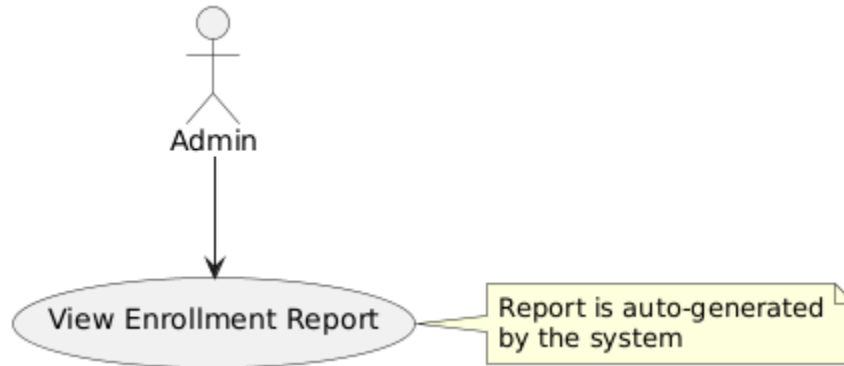 Admin
View Enrollment Report
Report is auto-generated
by the system